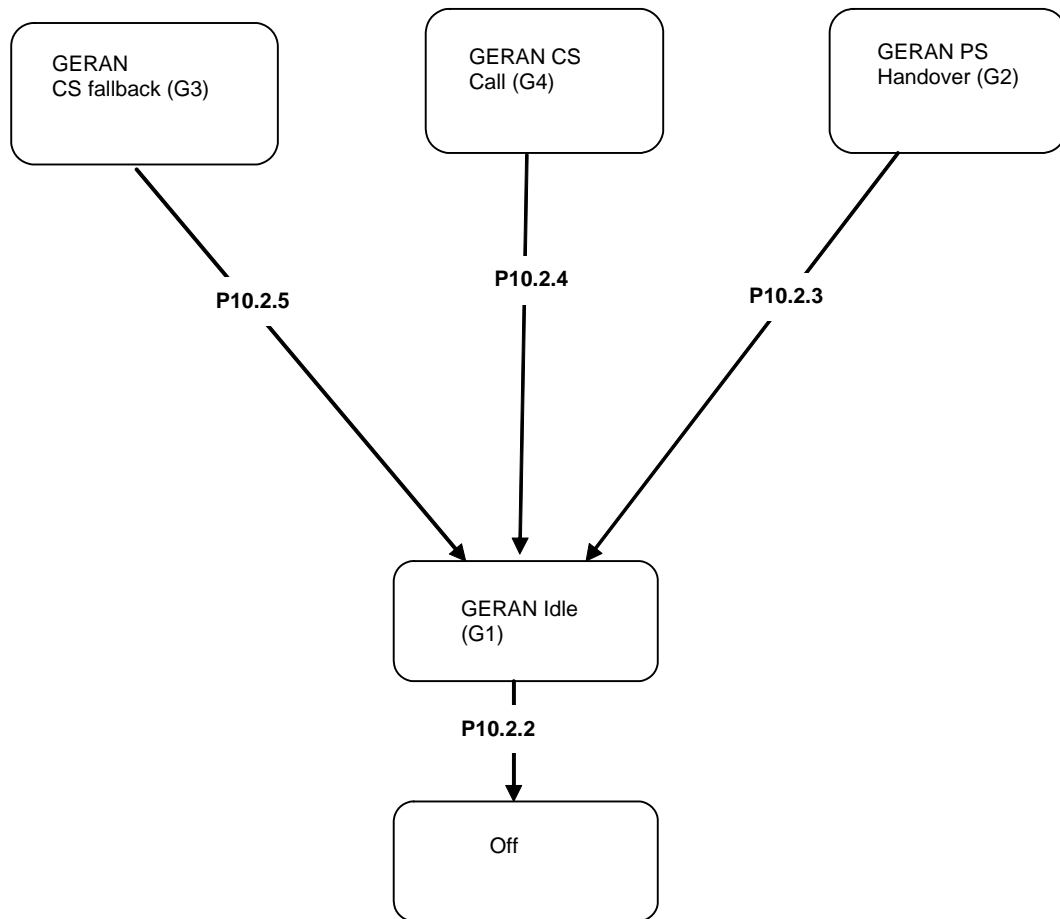 GERAN
CS fallback (G3)
GERAN CS
Call (G4)
GERAN PS
Handover (G2)
P10.2.5
P10.2.4
P10.2.3
GERAN Idle
(G1)
P10.2.2
Off